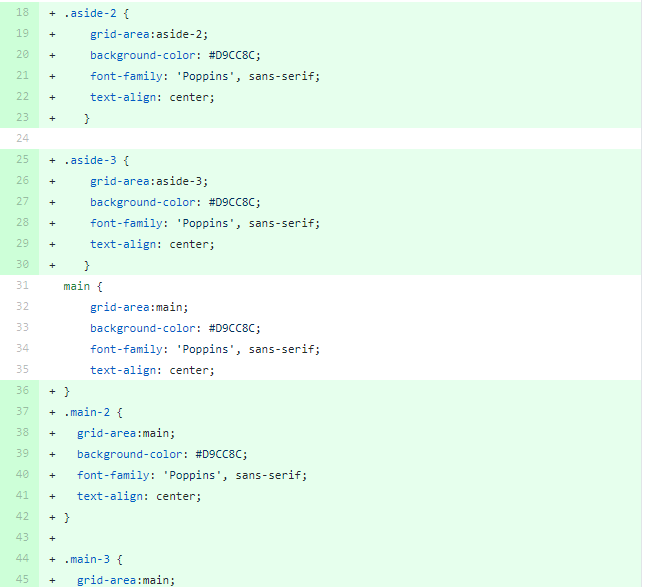 18 + .aside-2 {
19 + grid-area:aside-2;
20 + background-color: #D9CC8C;
21 + font-family: 'Poppins', sans-serif;
22 + text-align: center;
23 + }
24
25 + .aside-3 {
26 + grid-area:aside-3;
27 + background-color: #D9CC8C;
28 + font-family: 'Poppins', sans-serif;
29 + text-align: center;
30 + }
31 main {
32 grid-area:main;
33 background-color: #D9CC8C;
34 font-family: 'Poppins', sans-serif;
35 text-align: center;
36 + }
37 + .main-2 {
38 + grid-area:main;
39 + background-color: #D9CC8C;
40 + font-family: 'Poppins', sans-serif;
41 + text-align: center;
42 + }
43 +
44 + .main-3 {
45 + grid-area:main;